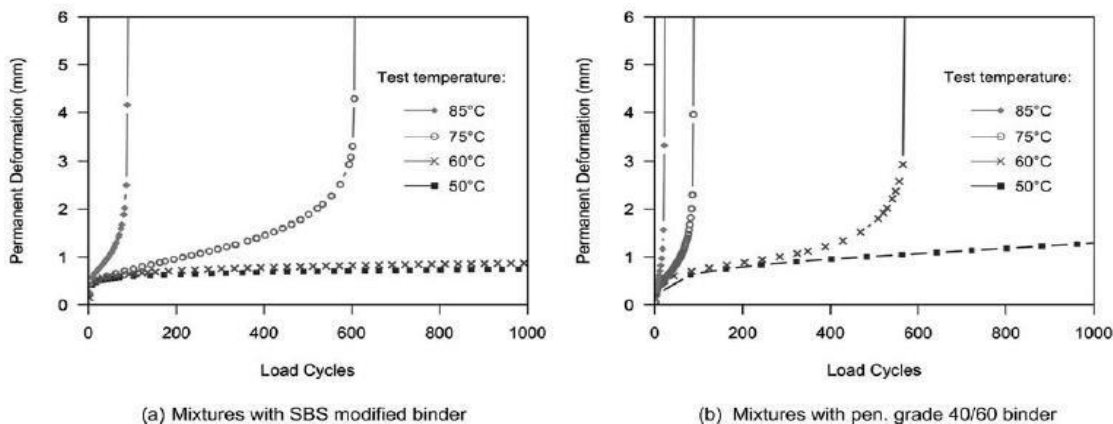 6
5
4
3
2
1
0
Permanent Deformation (mm)
Test temperature:
85°C
75°C
60°C
50°C
0 200 400 600 800 1000
Load Cycles
(a) Mixtures with SBS modified binder
6
5
4
3
2
1
0
Permanent Deformation (mm)
Test temperature:
85°C
75°C
60°C
50°C
0 200 400 600 800 1000
Load Cycles
(b) Mixtures with pen. grade 40/60 binder